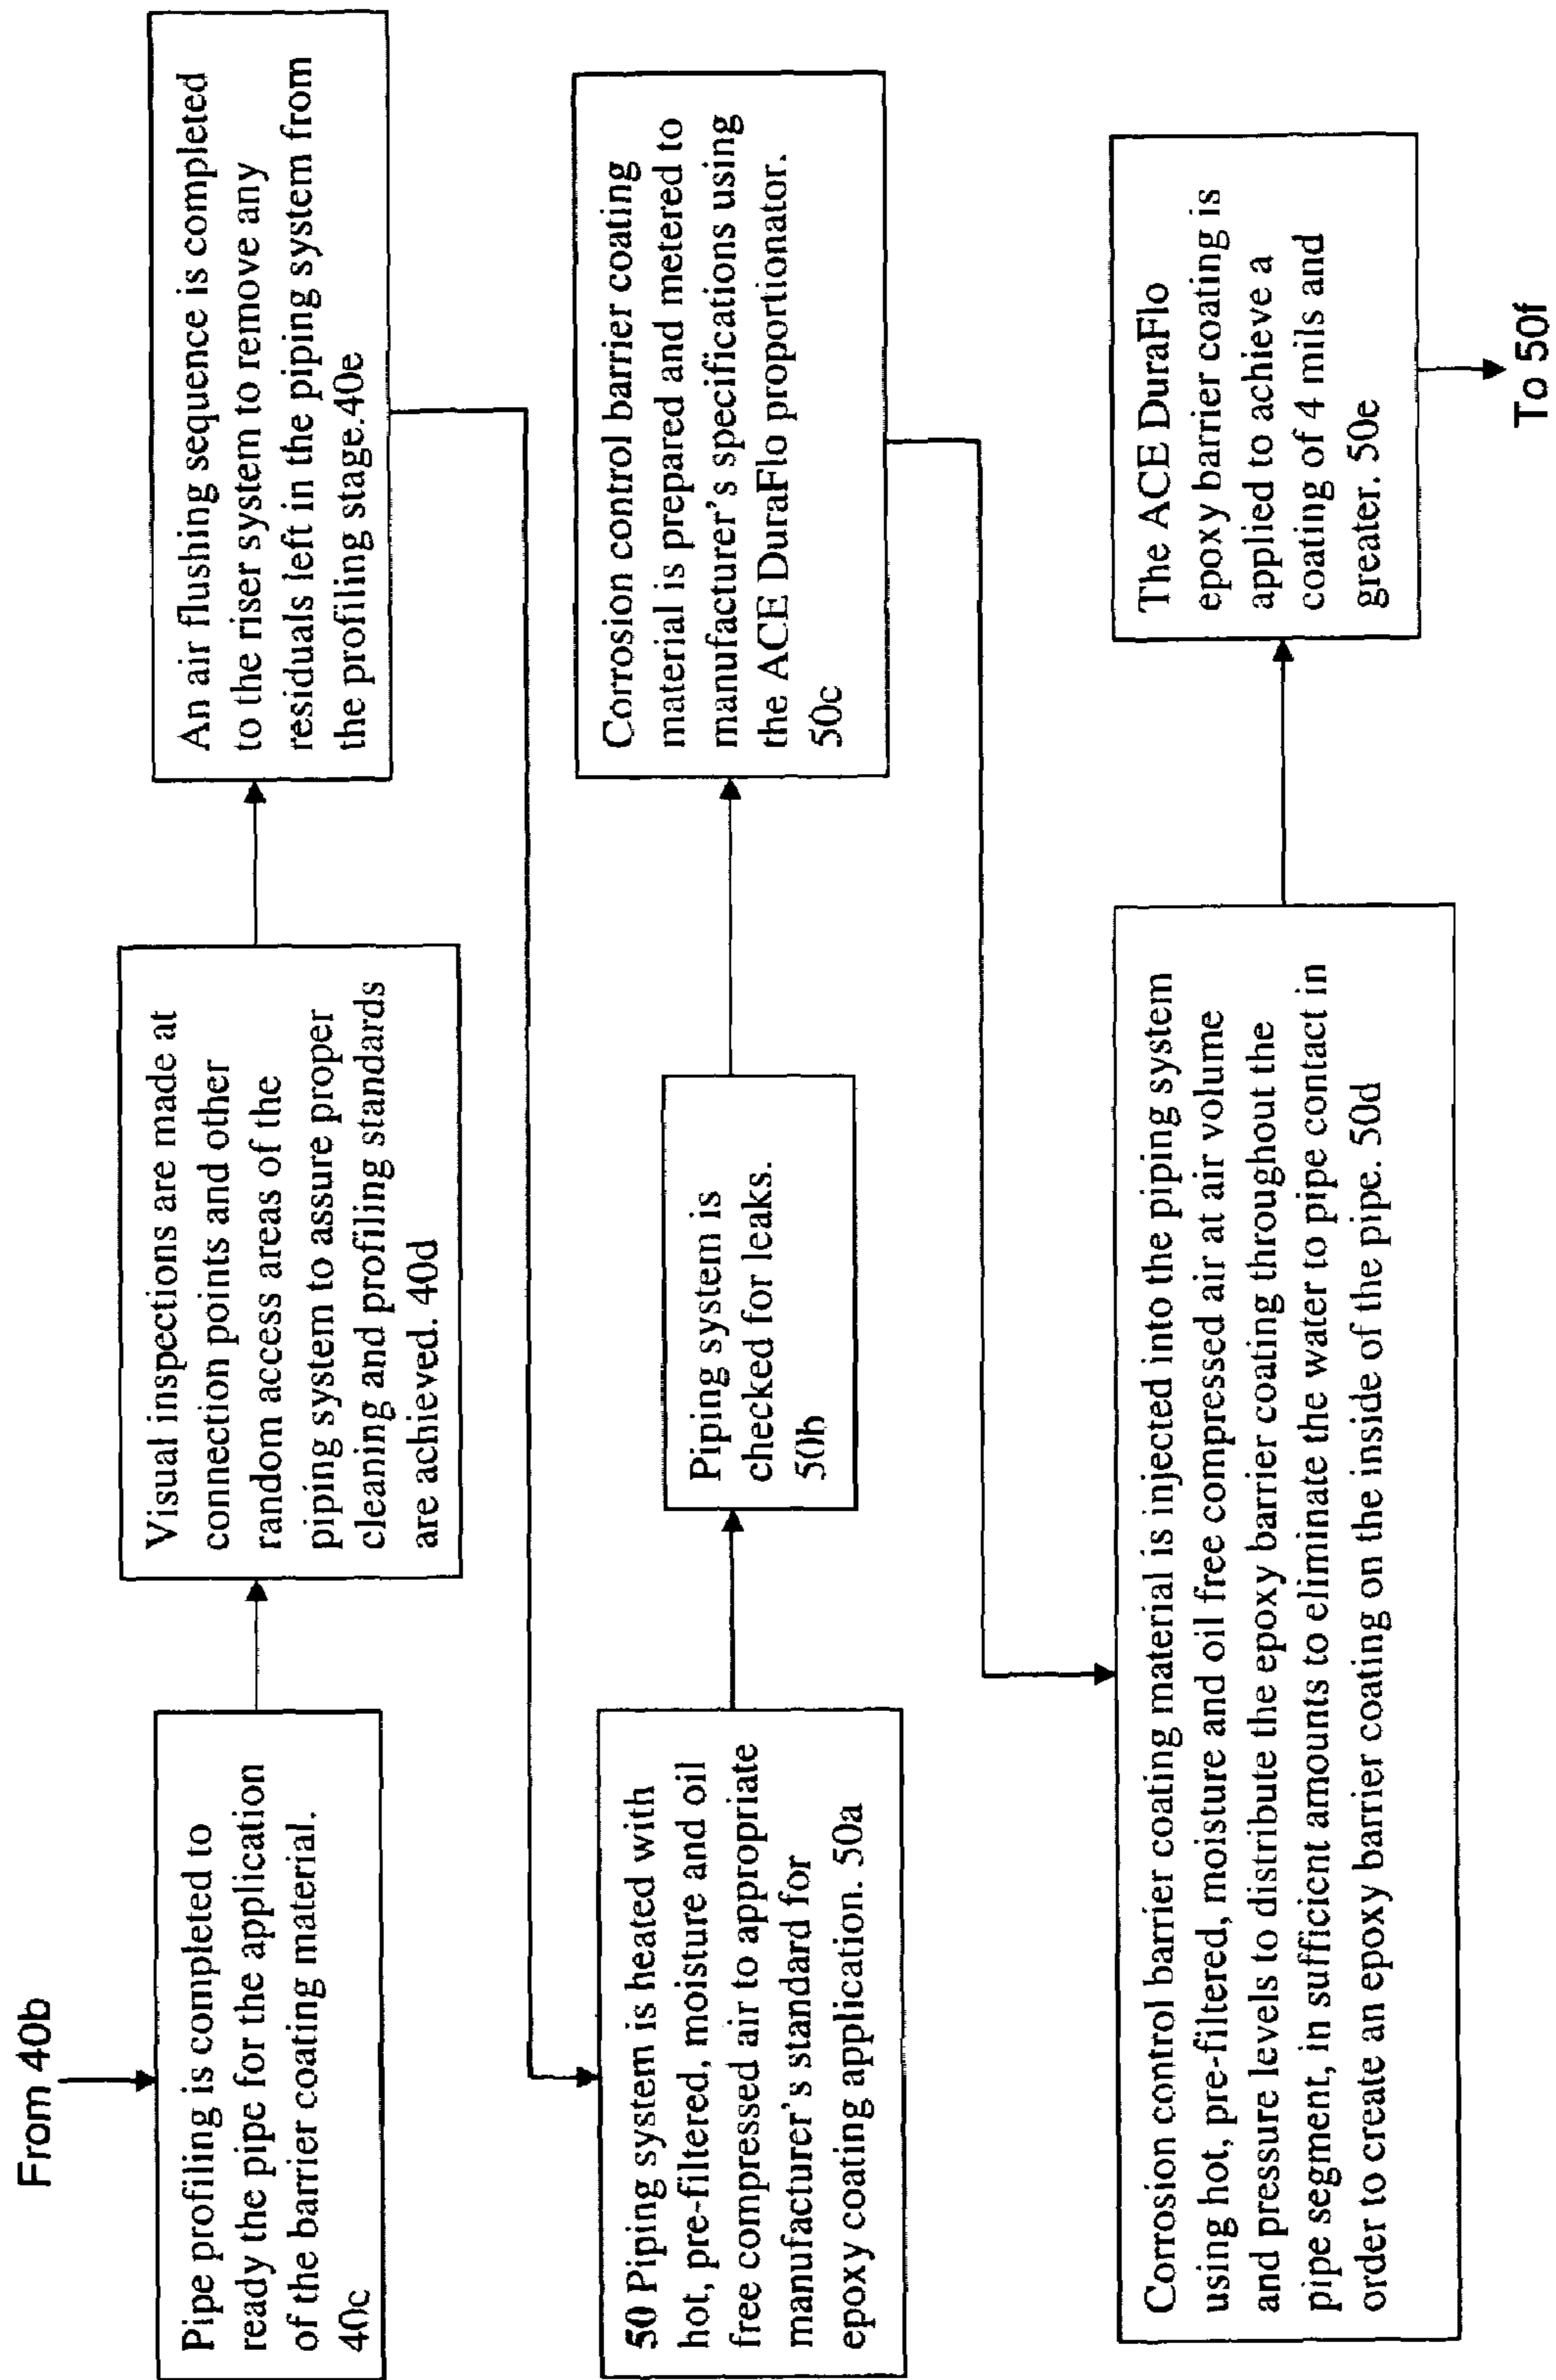 From 40b
Pipe profiling is completed to
ready the pipe for the application
of the barrier coating material.
40c
Visual inspections are made at
connection points and other
random access areas of the
piping system to assure proper
cleaning and profiling standards
are achieved. 40d
An air flushing sequence is completed
to the riser system to remove any
residuals left in the piping system from
the profiling stage.40e
50 Piping system is heated with
hot, pre-filtered, moisture and oil
free compressed air to appropriate
manufacturer's standard for
epoxy coating application. 50a
Piping system is
checked for leaks.
50b
Corrosion control barrier coating
material is prepared and metered to
manufacturer's specifications using
the ACE DuraFlo proportionator.
50c
Corrosion control barrier coating material is injected into the piping system
using hot, pre-filtered, moisture and oil free compressed air at air volume
and pressure levels to distribute the epoxy barrier coating throughout the
pipe segment, in sufficient amounts to eliminate the water to pipe contact in
order to create an epoxy barrier coating on the inside of the pipe. 50d
The ACE DuraFlo
epoxy barrier coating is
applied to achieve a
coating of 4 mils and
greater. 50e
To 50f